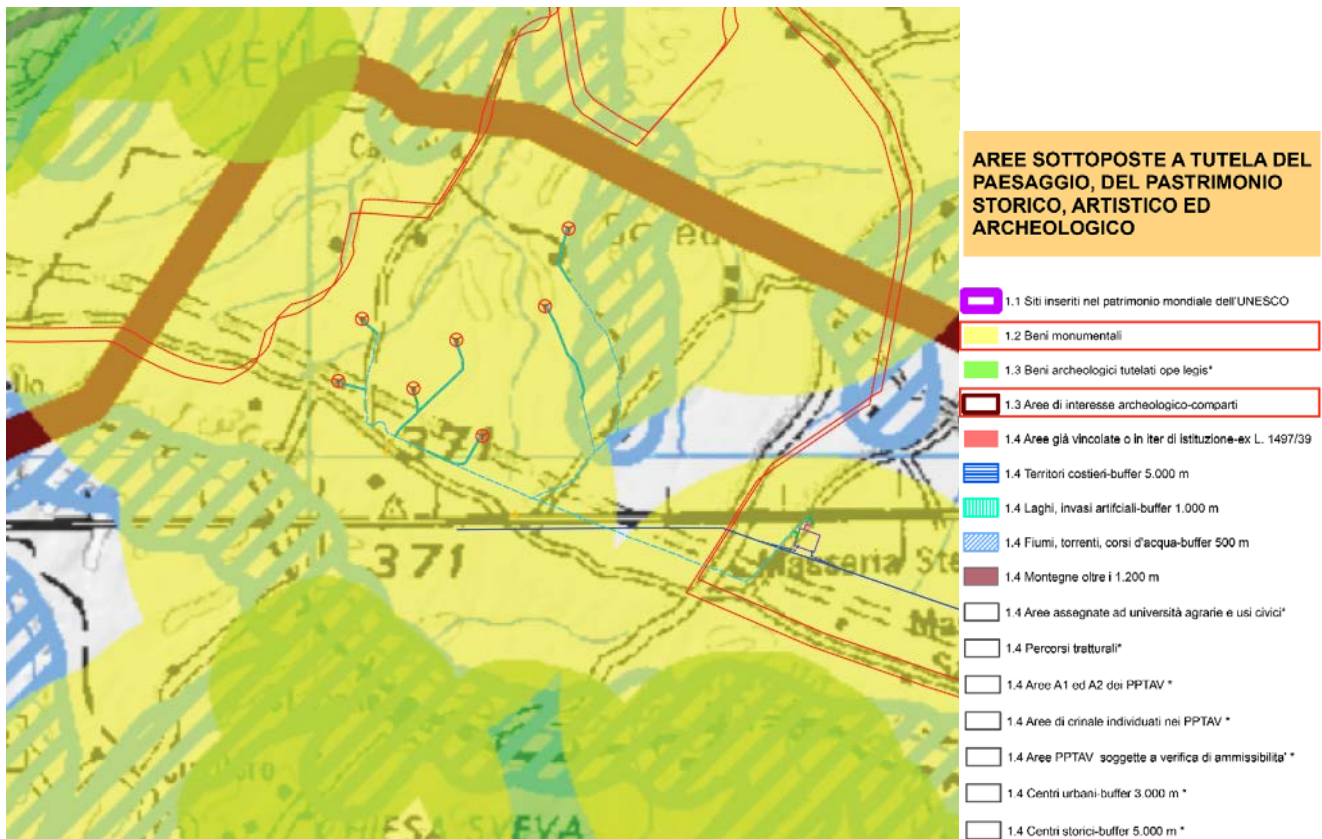 AVEL
371
371
Masseria Ste
Ma
CHIESA SVEVA
AREE SOTTOPOSTE A TUTELA DEL
PAESAGGIO, DEL PASTRIMONIO
STORICO, ARTISTICO ED
ARCHEOLOGICO
1.1 Siti inseriti nel patrimonio mondiale dell'UNESCO
1.2 Beni monumentali
1.3 Beni archeologici tutelati ope legis*
1.3 Aree di interesse archeologico-comparti
1.4 Aree già vincolate o in iter di istituzione-ex L. 1497/39
1.4 Territori costieri-buffer 5.000 m
1.4 Laghi, invasi artifciali-buffer 1.000 m
1.4 Fiumi, torrenti, corsi d'acqua-buffer 500 m
1.4 Montegne oltre i 1.200 m
1.4 Aree assegnate ad università agrarie e usi civici*
1.4 Percorsi tratturali*
1.4 Aree A1 ed A2 dei PPTAV *
1.4 Aree di crinale individuati nei PPTAV *
1.4 Aree PPTAV soggette a verifica di ammissibilita' *
1.4 Centri urbani-buffer 3.000 m *
1.4 Centri storici-buffer 5.000 m *